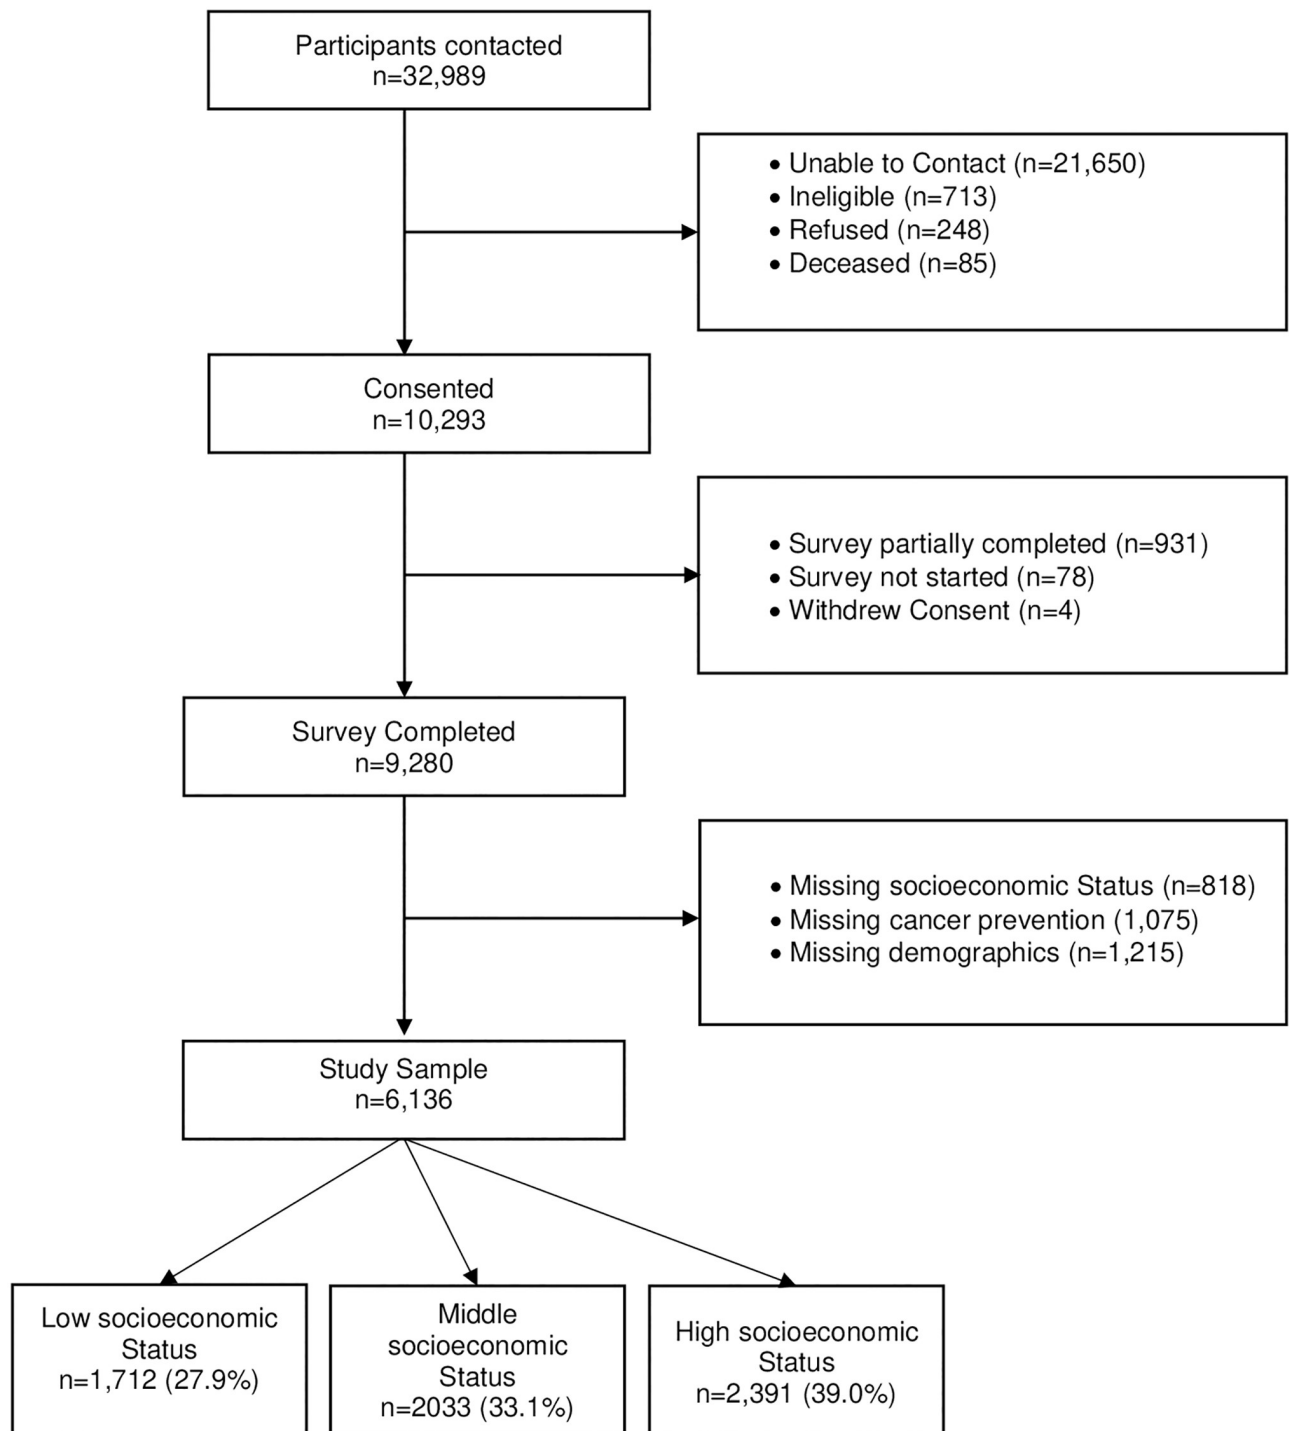 Participants contacted
n=32,989
• Unable to Contact (n=21,650)
• Ineligible (n=713)
• Refused (n=248)
• Deceased (n=85)
Consented
n=10,293
• Survey partially completed (n=931)
• Survey not started (n=78)
• Withdrew Consent (n=4)
Survey Completed
n=9,280
• Missing socioeconomic Status (n=818)
• Missing cancer prevention (1,075)
• Missing demographics (n=1,215)
Study Sample
n=6,136
Low socioeconomic
Status
n=1,712 (27.9%)
Middle
socioeconomic
Status
n=2033 (33.1%)
High socioeconomic
Status
n=2,391 (39.0%)